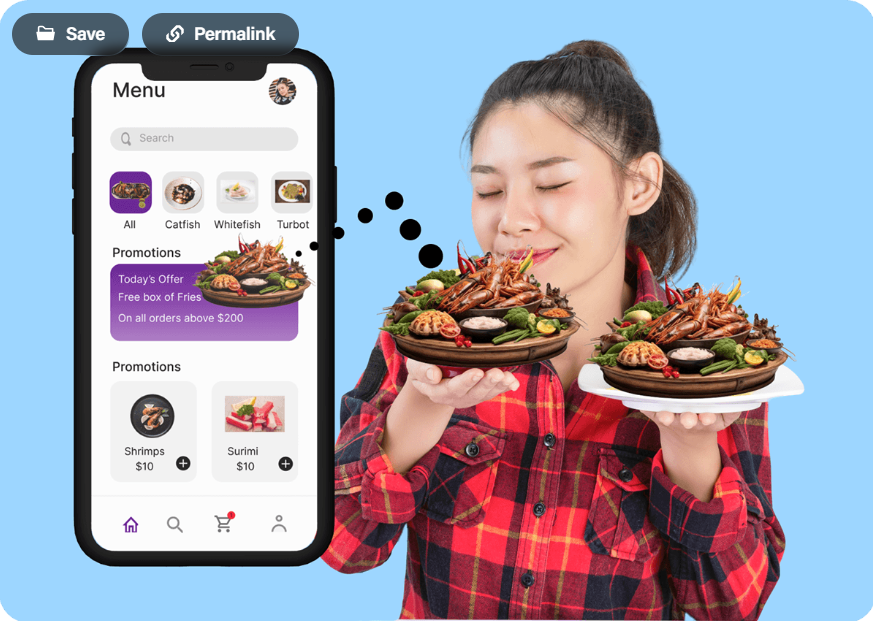 Save
Permalink
Menu
Search
All
Catfish
Whitefish
Turbot
Promotions
Today's Offer
Free box of Fries
On all orders above $200
Promotions
Shrimps
$10
Surimi
$10